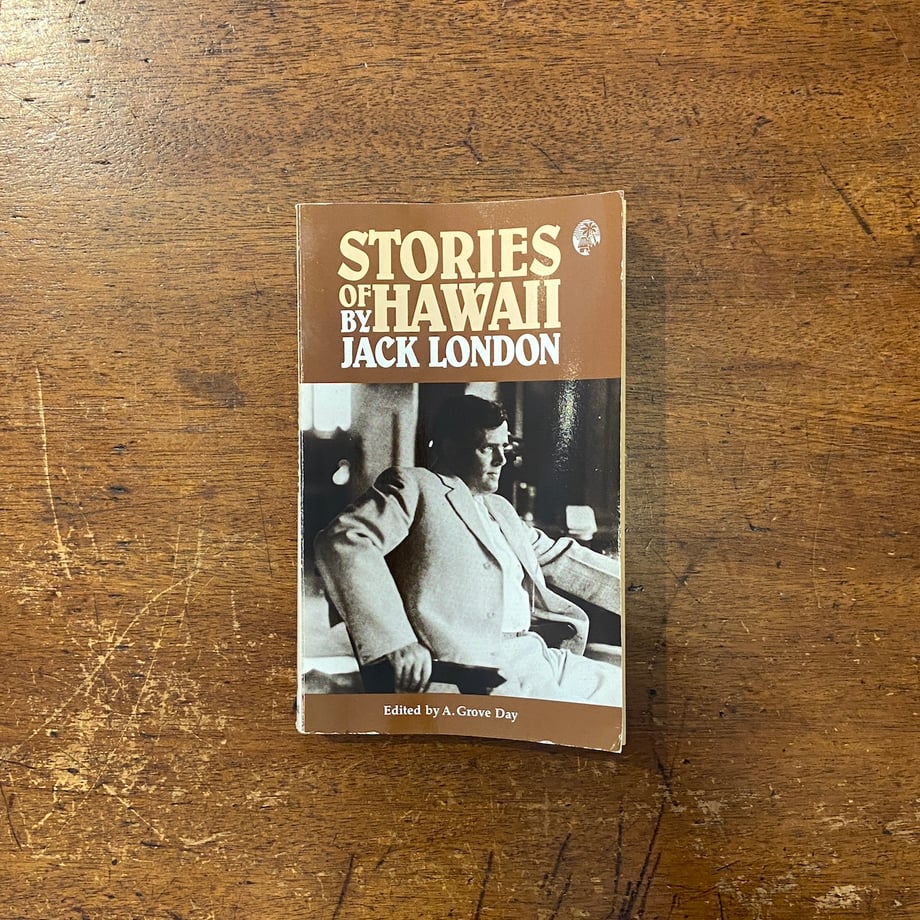 STORIES
OF HAWAII
BY
JACK LONDON
Edited by A. Grove Day